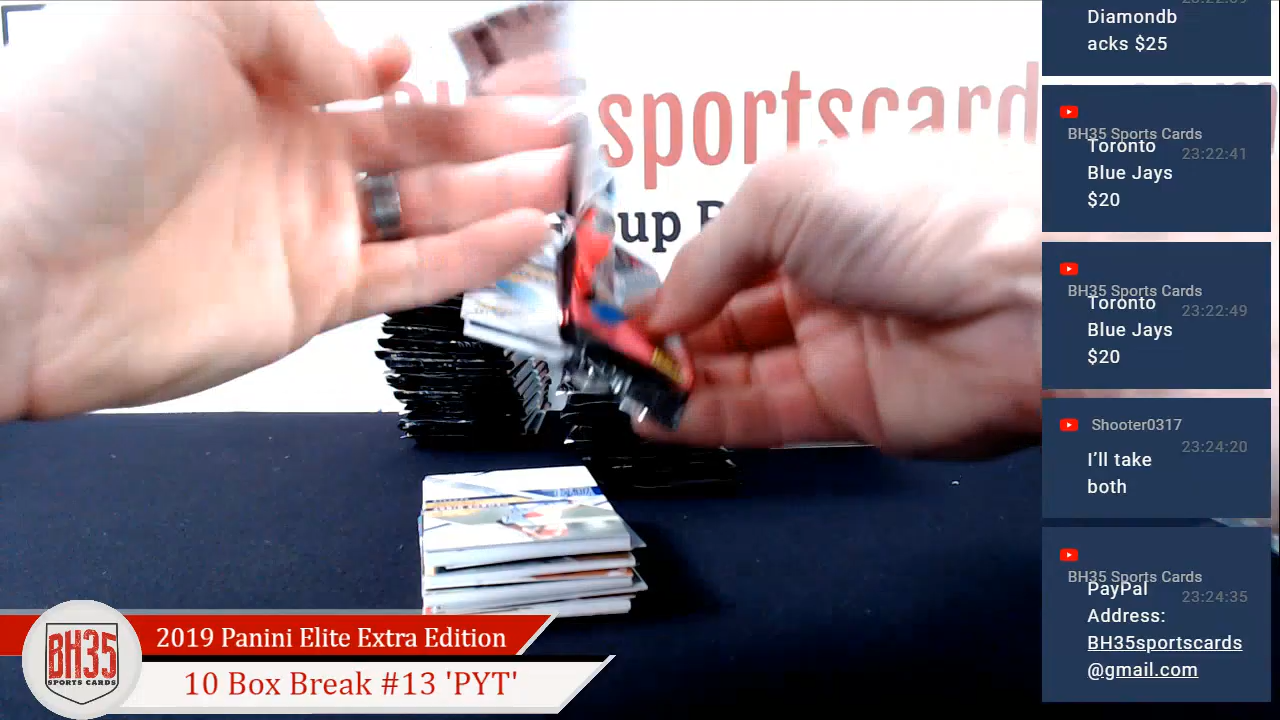 Diamondb
acks $25
BH35 Sports Cards
Toronto
23:22:41
Blue Jays
$20
BH35 Sports Cards
Toronto
23:22:49
Blue Jays
$20
Shooter0317
23:24:20
I'll take
both
BH35 Sports Cards
PayPal
23:24:35
Address:
BH35sportscards
@gmail.com
sportscard
up
BH35
SPORTS CARDS
2019 Panini Elite Extra Edition
10 Box Break #13 'PYT'